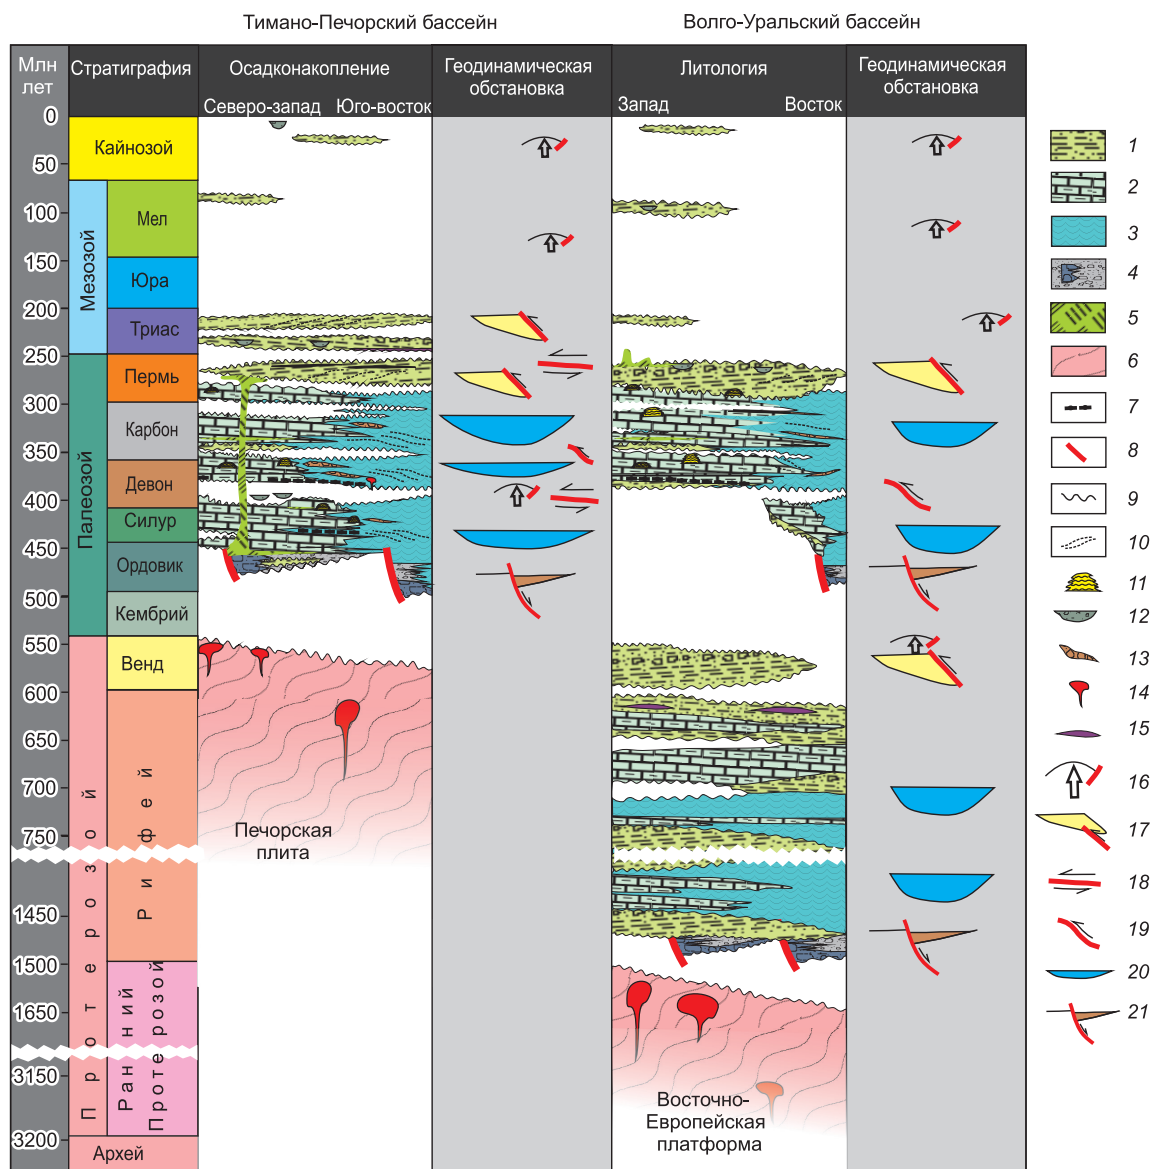 Тимано-Печорский бассейн
Волго-Уральский бассейн
Млн
лет
Стратиграфия
Осадконакопление
Северо-запад
Юго-восток
Геодинамическая
обстановка
Литология
Запад
Восток
Геодинамическая
обстановка
0
50
100
150
200
250
300
350
400
450
500
550
600
650
700
750
1450
1500
1650
3150
3200
Кайнозой
Мезозой
Мел
Юра
Триас
Палеозой
Пермь
Карбон
Девон
Силур
Ордовик
Кембрий
Протерозой
Венд
Рифей
Ранний
Протерозой
Архей
Печорская
плита
Восточно-
Европейская
платформа
1
2
3
4
5
6
7
8
9
10
11
12
13
14
15
16
17
18
19
20
21